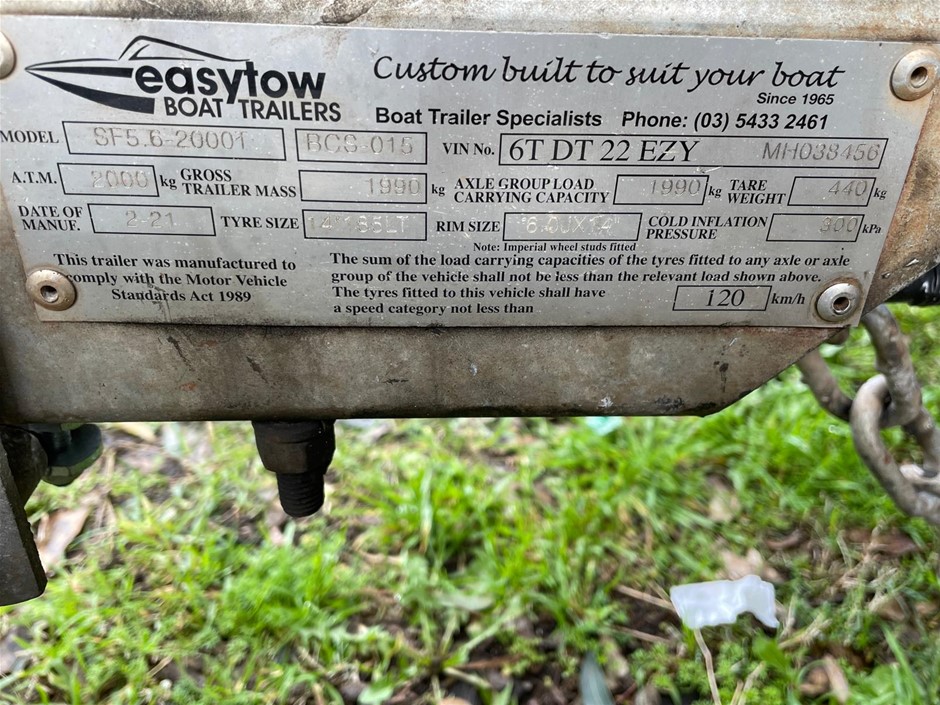 easytow
BOAT TRAILERS
Custom built to suit your boat
Since 1965
Boat Trailer Specialists Phone: (03) 5433 2461
MODEL SF5.6-20001 BCS-015 VIN No. 6T DT 22 EZY MH038456
A.T.M. 2000 kg GROSS TRAILER MASS 1990 kg AXLE GROUP LOAD CARRYING CAPACITY 1990 kg TARE WEIGHT 440 kg
DATE OF MANUF. 2-21 TYRE SIZE 14" 185LT RIM SIZE "6.00X14" COLD INFLATION PRESSURE 300 kPa
Note: Imperial wheel studs fitted
This trailer was manufactured to
comply with the Motor Vehicle
Standards Act 1989
The sum of the load carrying capacities of the tyres fitted to any axle or axle
group of the vehicle shall not be less than the relevant load shown above.
The tyres fitted to this vehicle shall have
a speed category not less than 120 km/h